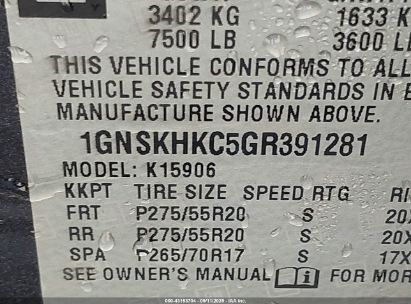 3402 KG 1633 K
7500 LB 3600 L
THIS VEHICLE CONFORMS TO ALL
VEHICLE SAFETY STANDARDS IN E
MANUFACTURE SHOWN ABOVE.
1GNSKHKC5GR391281
MODEL: K15906
KKPT TIRE SIZE SPEED RTG RI
FRT P275/55R20 S 20X
RR P275/55R20 S 20X
SPA P265/70R17 S 17X
SEE OWNER'S MANUAL i FOR MOR